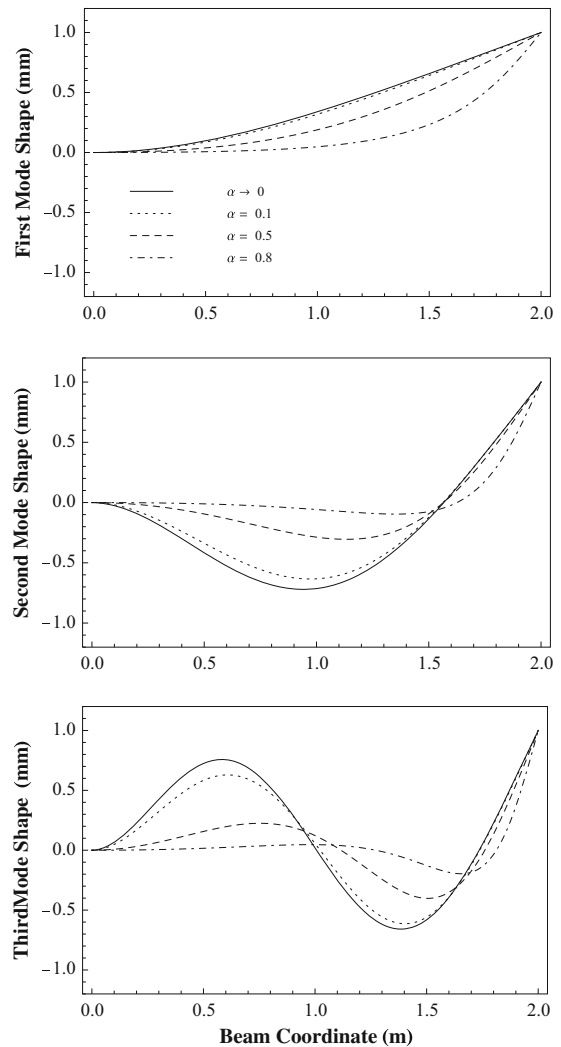 First Mode Shape (mm)
1.0
0.5
0.0
−0.5
−1.0
α → 0
α = 0.1
α = 0.5
α = 0.8
0.0 0.5 1.0 1.5 2.0
Second Mode Shape (mm)
1.0
0.5
0.0
−0.5
−1.0
0.0 0.5 1.0 1.5 2.0
ThirdMode Shape (mm)
1.0
0.5
0.0
−0.5
−1.0
0.0 0.5 1.0 1.5 2.0
Beam Coordinate (m)